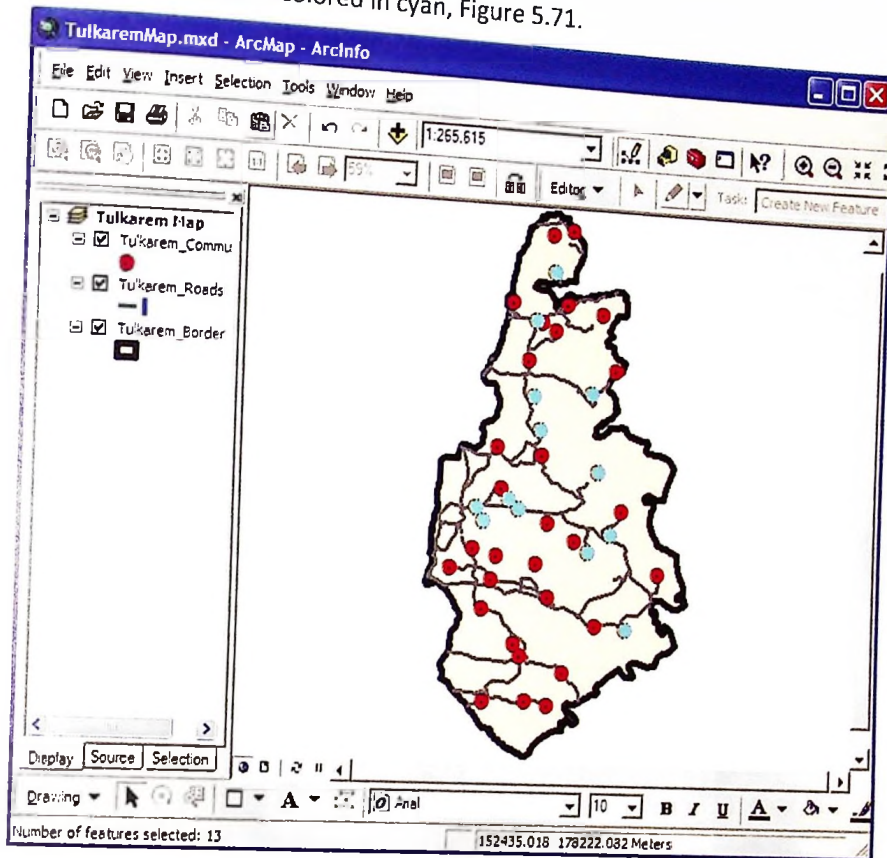 colored in cyan, Figure 5.71.
TulkaremMap.mxd - ArcMap - ArcInfo
File Edit View Insert Selection Tools Window Help
1:265.615
59%
Editor
Task: Create New Feature
Tulkarem Map
Tulkarem_Commu
Tulkarem_Roads
Tulkarem_Border
Display Source Selection
Drawing A Arial 10 B I U A
Number of features selected: 13
152435.018 178222.032 Meters